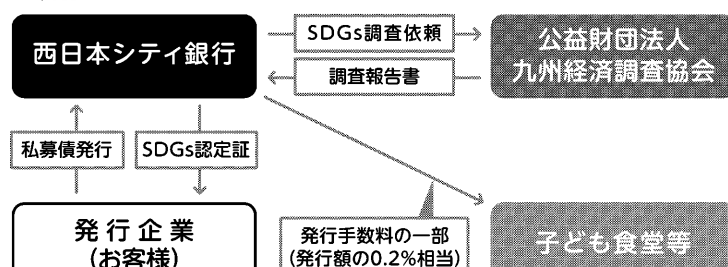 西日本シティ銀行
SDGs調査依頼
調査報告書
公益財団法人
九州経済調査協会
私募債発行
SDGs認定証
発行企業
(お客様)
発行手数料の一部
(発行額の0.2%相当)
子ども食堂等